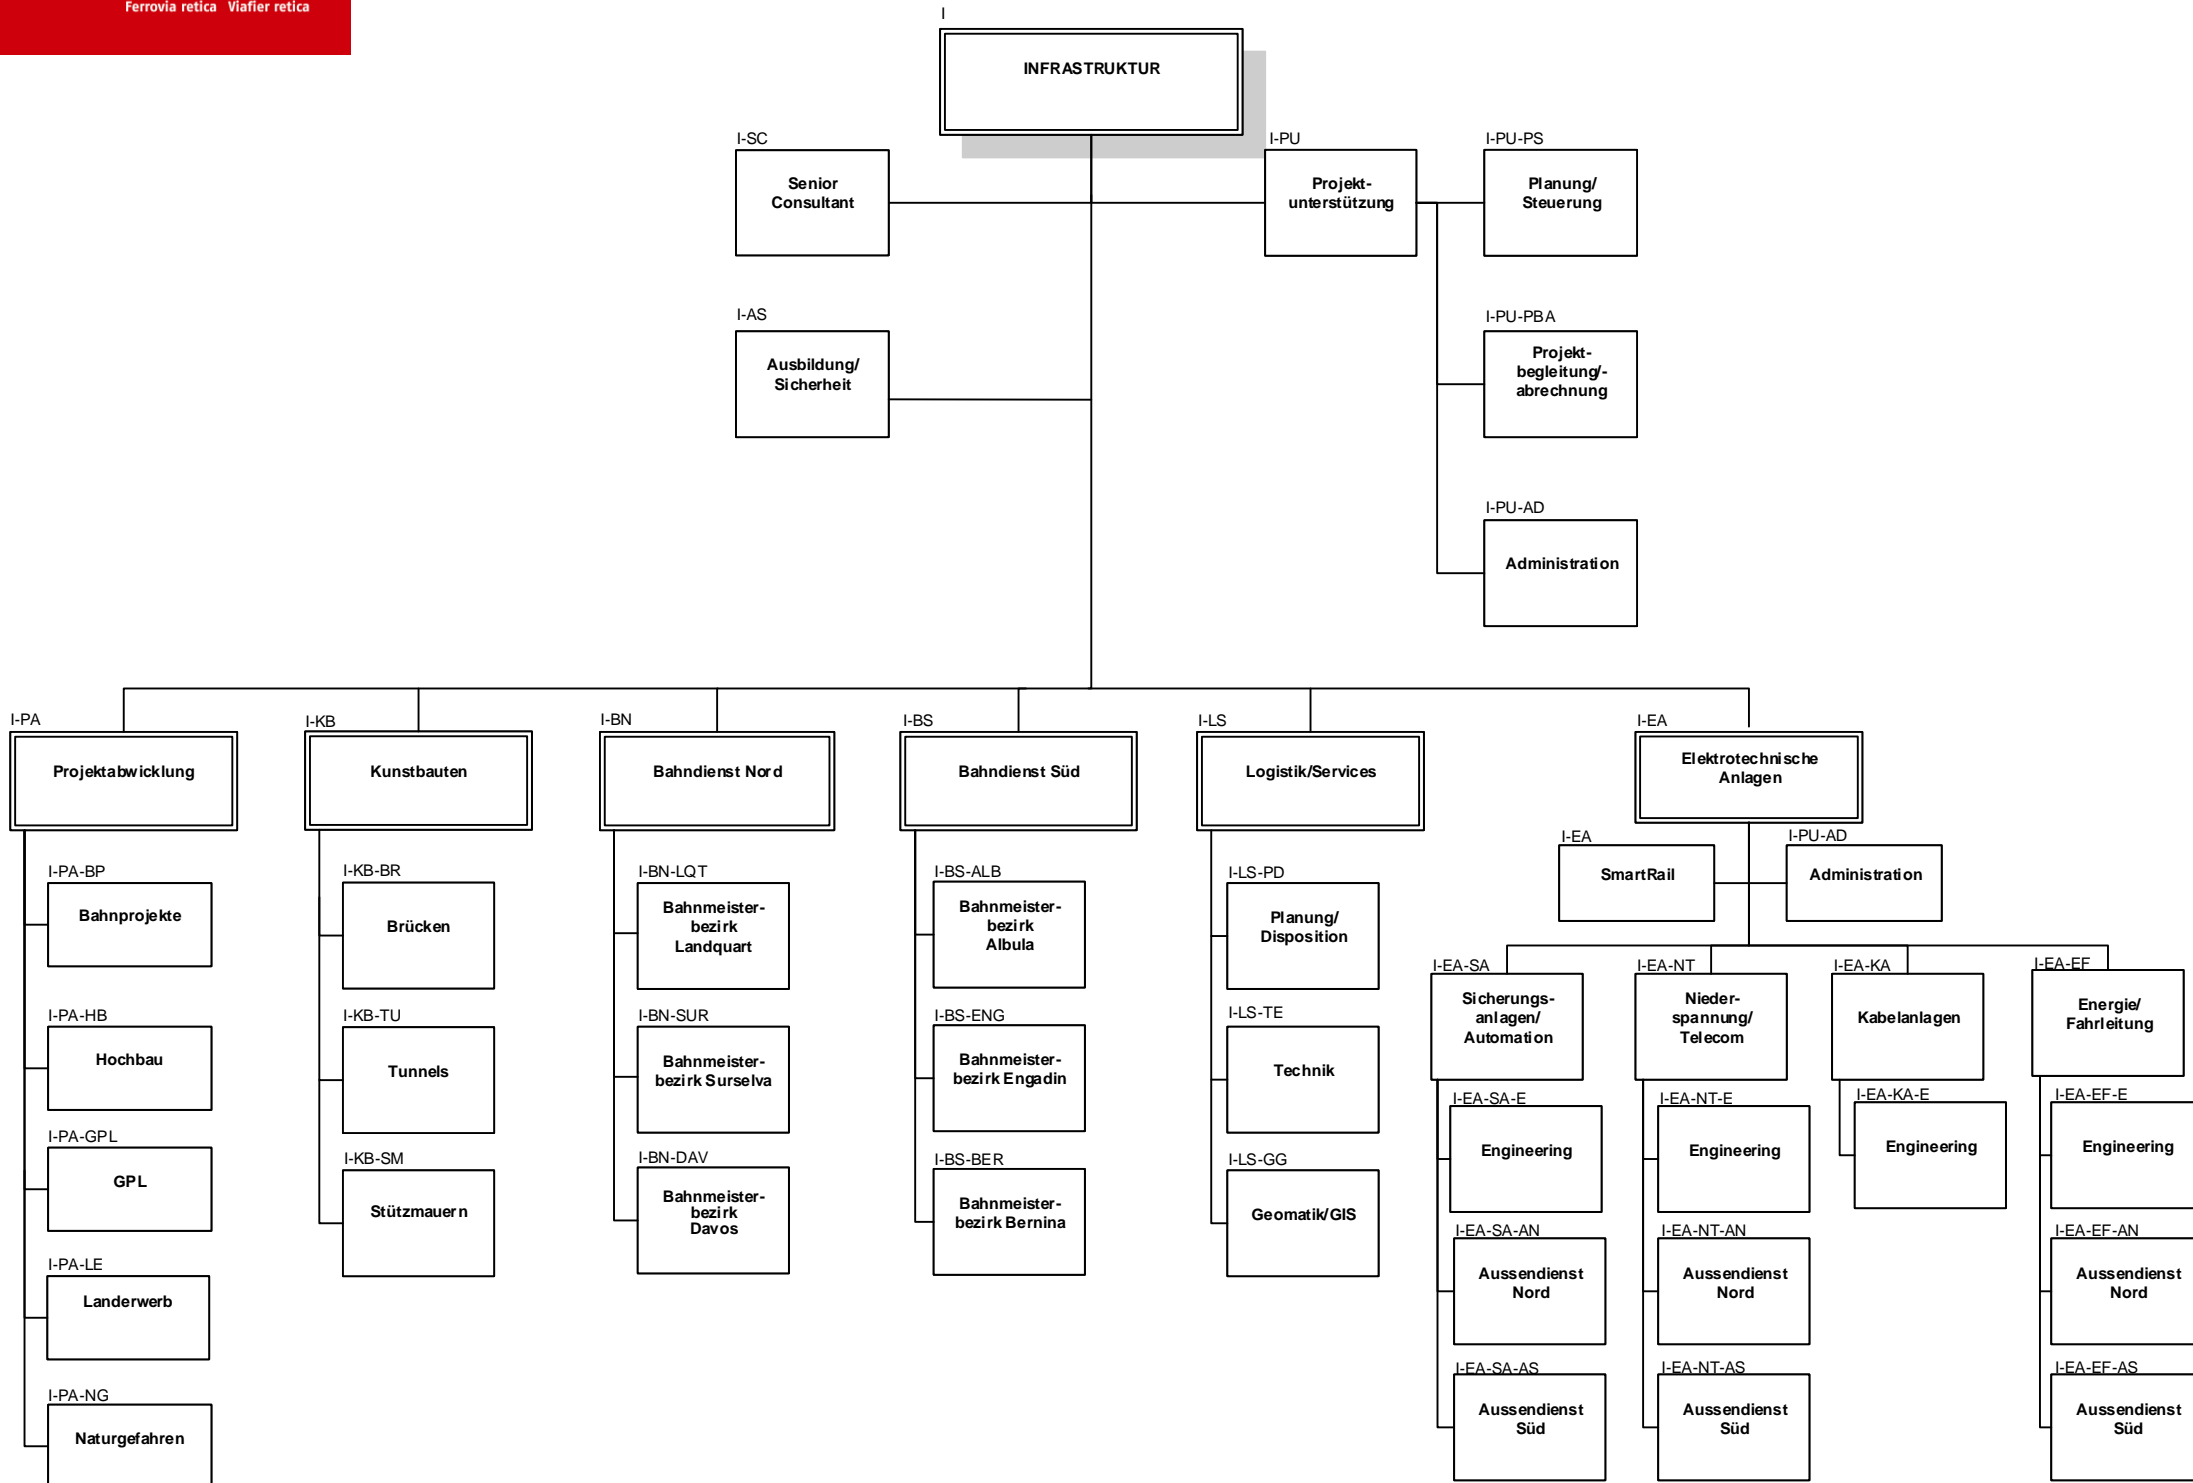 Ferrovia retica Viafier retica
I
INFRASTRUKTUR
I-SC
Senior
Consultant
I-PU
Projekt-
unterstützung
I-PU-PS
Planung/
Steuerung
I-AS
Ausbildung/
Sicherheit
I-PU-PBA
Projekt-
begleitung/-
abrechnung
I-PU-AD
Administration
I-PA
Projektabwicklung
I-KB
Kunstbauten
I-BN
Bahndienst Nord
I-BS
Bahndienst Süd
I-LS
Logistik/Services
I-EA
Elektrotechnische
Anlagen
I-PA-BP
Bahnprojekte
I-PA-HB
Hochbau
I-PA-GPL
GPL
I-PA-LE
Landerwerb
I-PA-NG
Naturgefahren
I-KB-BR
Brücken
I-KB-TU
Tunnels
I-KB-SM
Stützmauern
I-BN-LQT
Bahnmeister-
bezirk
Landquart
I-BN-SUR
Bahnmeister-
bezirk Surselva
I-BN-DAV
Bahnmeister-
bezirk
Davos
I-BS-ALB
Bahnmeister-
bezirk
Albula
I-BS-ENG
Bahnmeister-
bezirk Engadin
I-BS-BER
Bahnmeister-
bezirk Bernina
I-LS-PD
Planung/
Disposition
I-LS-TE
Technik
I-LS-GG
Geomatik/GIS
I-EA
SmartRail
I-PU-AD
Administration
I-EA-SA
Sicherungs-
anlagen/
Automation
I-EA-SA-E
Engineering
I-EA-SA-AN
Aussendienst
Nord
I-EA-SA-AS
Aussendienst
Süd
I-EA-NT
Nieder-
spannung/
Telecom
I-EA-NT-E
Engineering
I-EA-NT-AN
Aussendienst
Nord
I-EA-NT-AS
Aussendienst
Süd
I-EA-KA
Kabelanlagen
I-EA-KA-E
Engineering
I-EA-EF
Energie/
Fahrleitung
I-EA-EF-E
Engineering
I-EA-EF-AN
Aussendienst
Nord
I-EA-EF-AS
Aussendienst
Süd